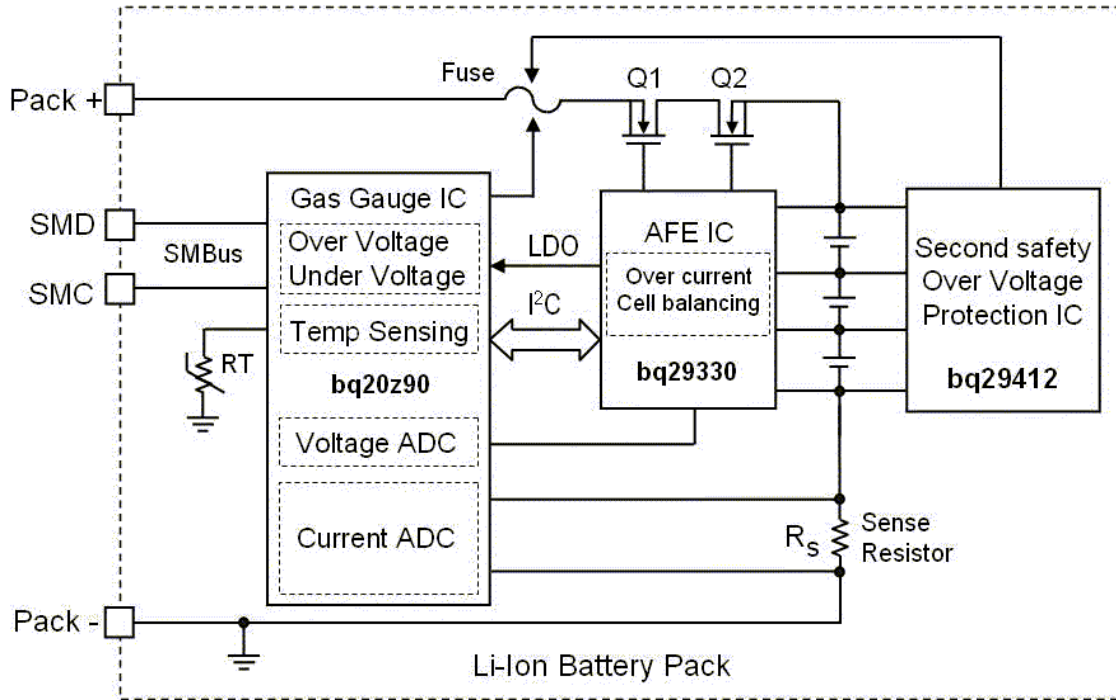 Fuse
Q1
Q2
Pack +
SMD
SMBus
SMC
RT
Gas Gauge IC
Over Voltage
Under Voltage
Temp Sensing
bq20z90
Voltage ADC
Current ADC
LDO
I²C
AFE IC
Over current
Cell balancing
bq29330
Second safety
Over Voltage
Protection IC
bq29412
Rs
Sense
Resistor
Pack -
Li-Ion Battery Pack